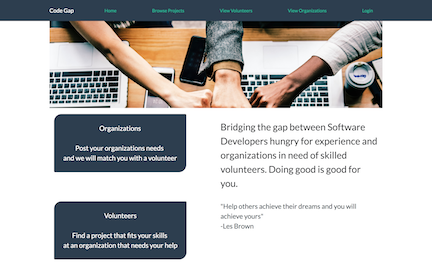 Code Gap Home Browse Projects View Volunteers View Organizations Login
Organizations
Post your organizations needs
and we will match you with a volunteer
Bridging the gap between Software
Developers hungry for experience and
organizations in need of skilled
volunteers. Doing good is good for
you.
Volunteers
Find a project that fits your skills
at an organization that needs your help
"Help others achieve their dreams and you will
achieve yours"
-Les Brown